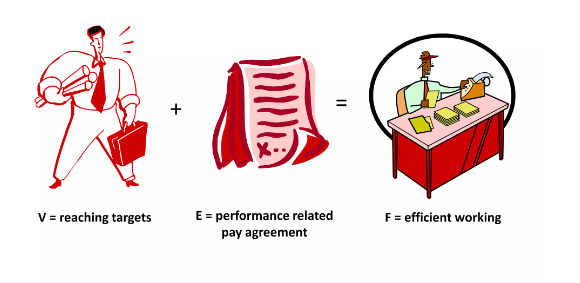 +
=
V = reaching targets
E = performance related
pay agreement
F = efficient working